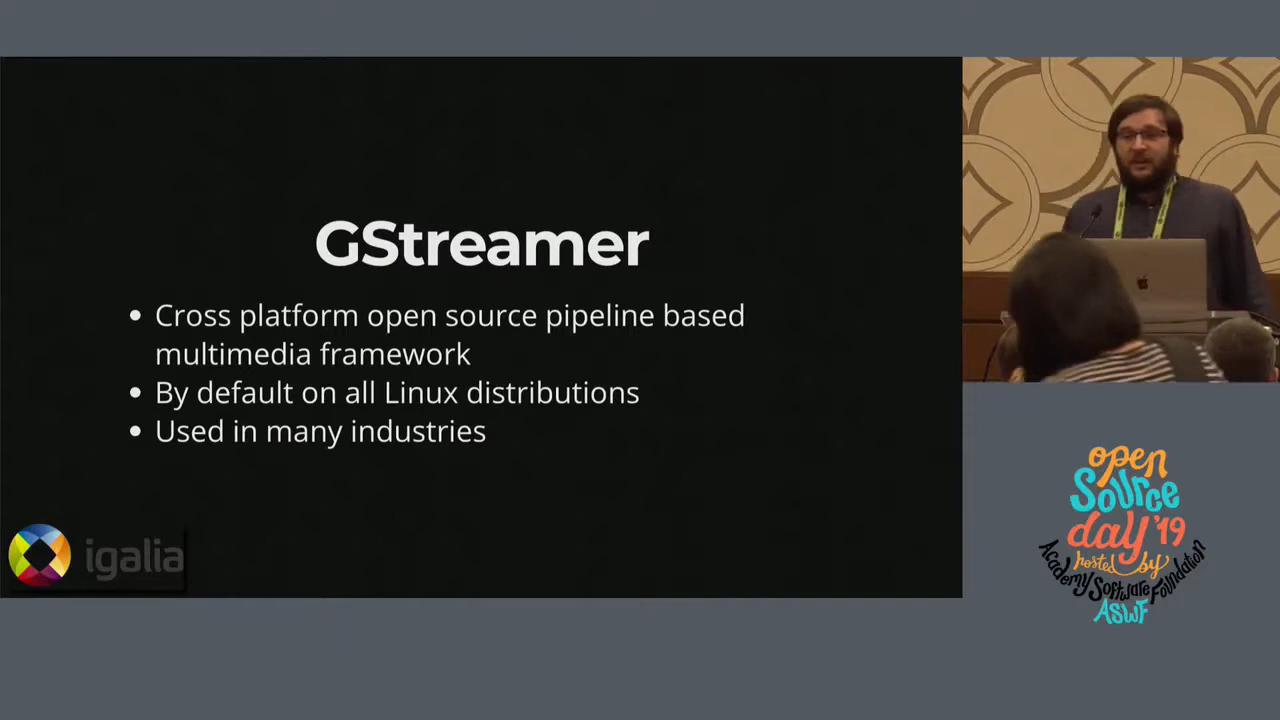 GStreamer
Cross platform open source pipeline based
multimedia framework
By default on all Linux distributions
Used in many industries
igalia
open
source
day '19
hosted by
Academy Software Foundation
ASWF